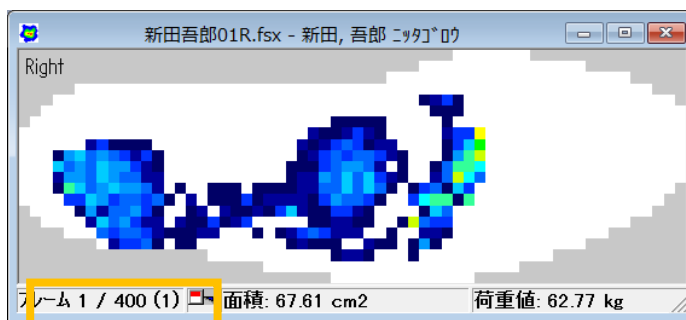 新田吾郎01R.fsx - 新田, 吾郎 ﾆｯﾀｺﾞﾛｳ
Right
フレーム 1 / 400 (1) 面積: 67.61 cm2 荷重値: 62.77 kg